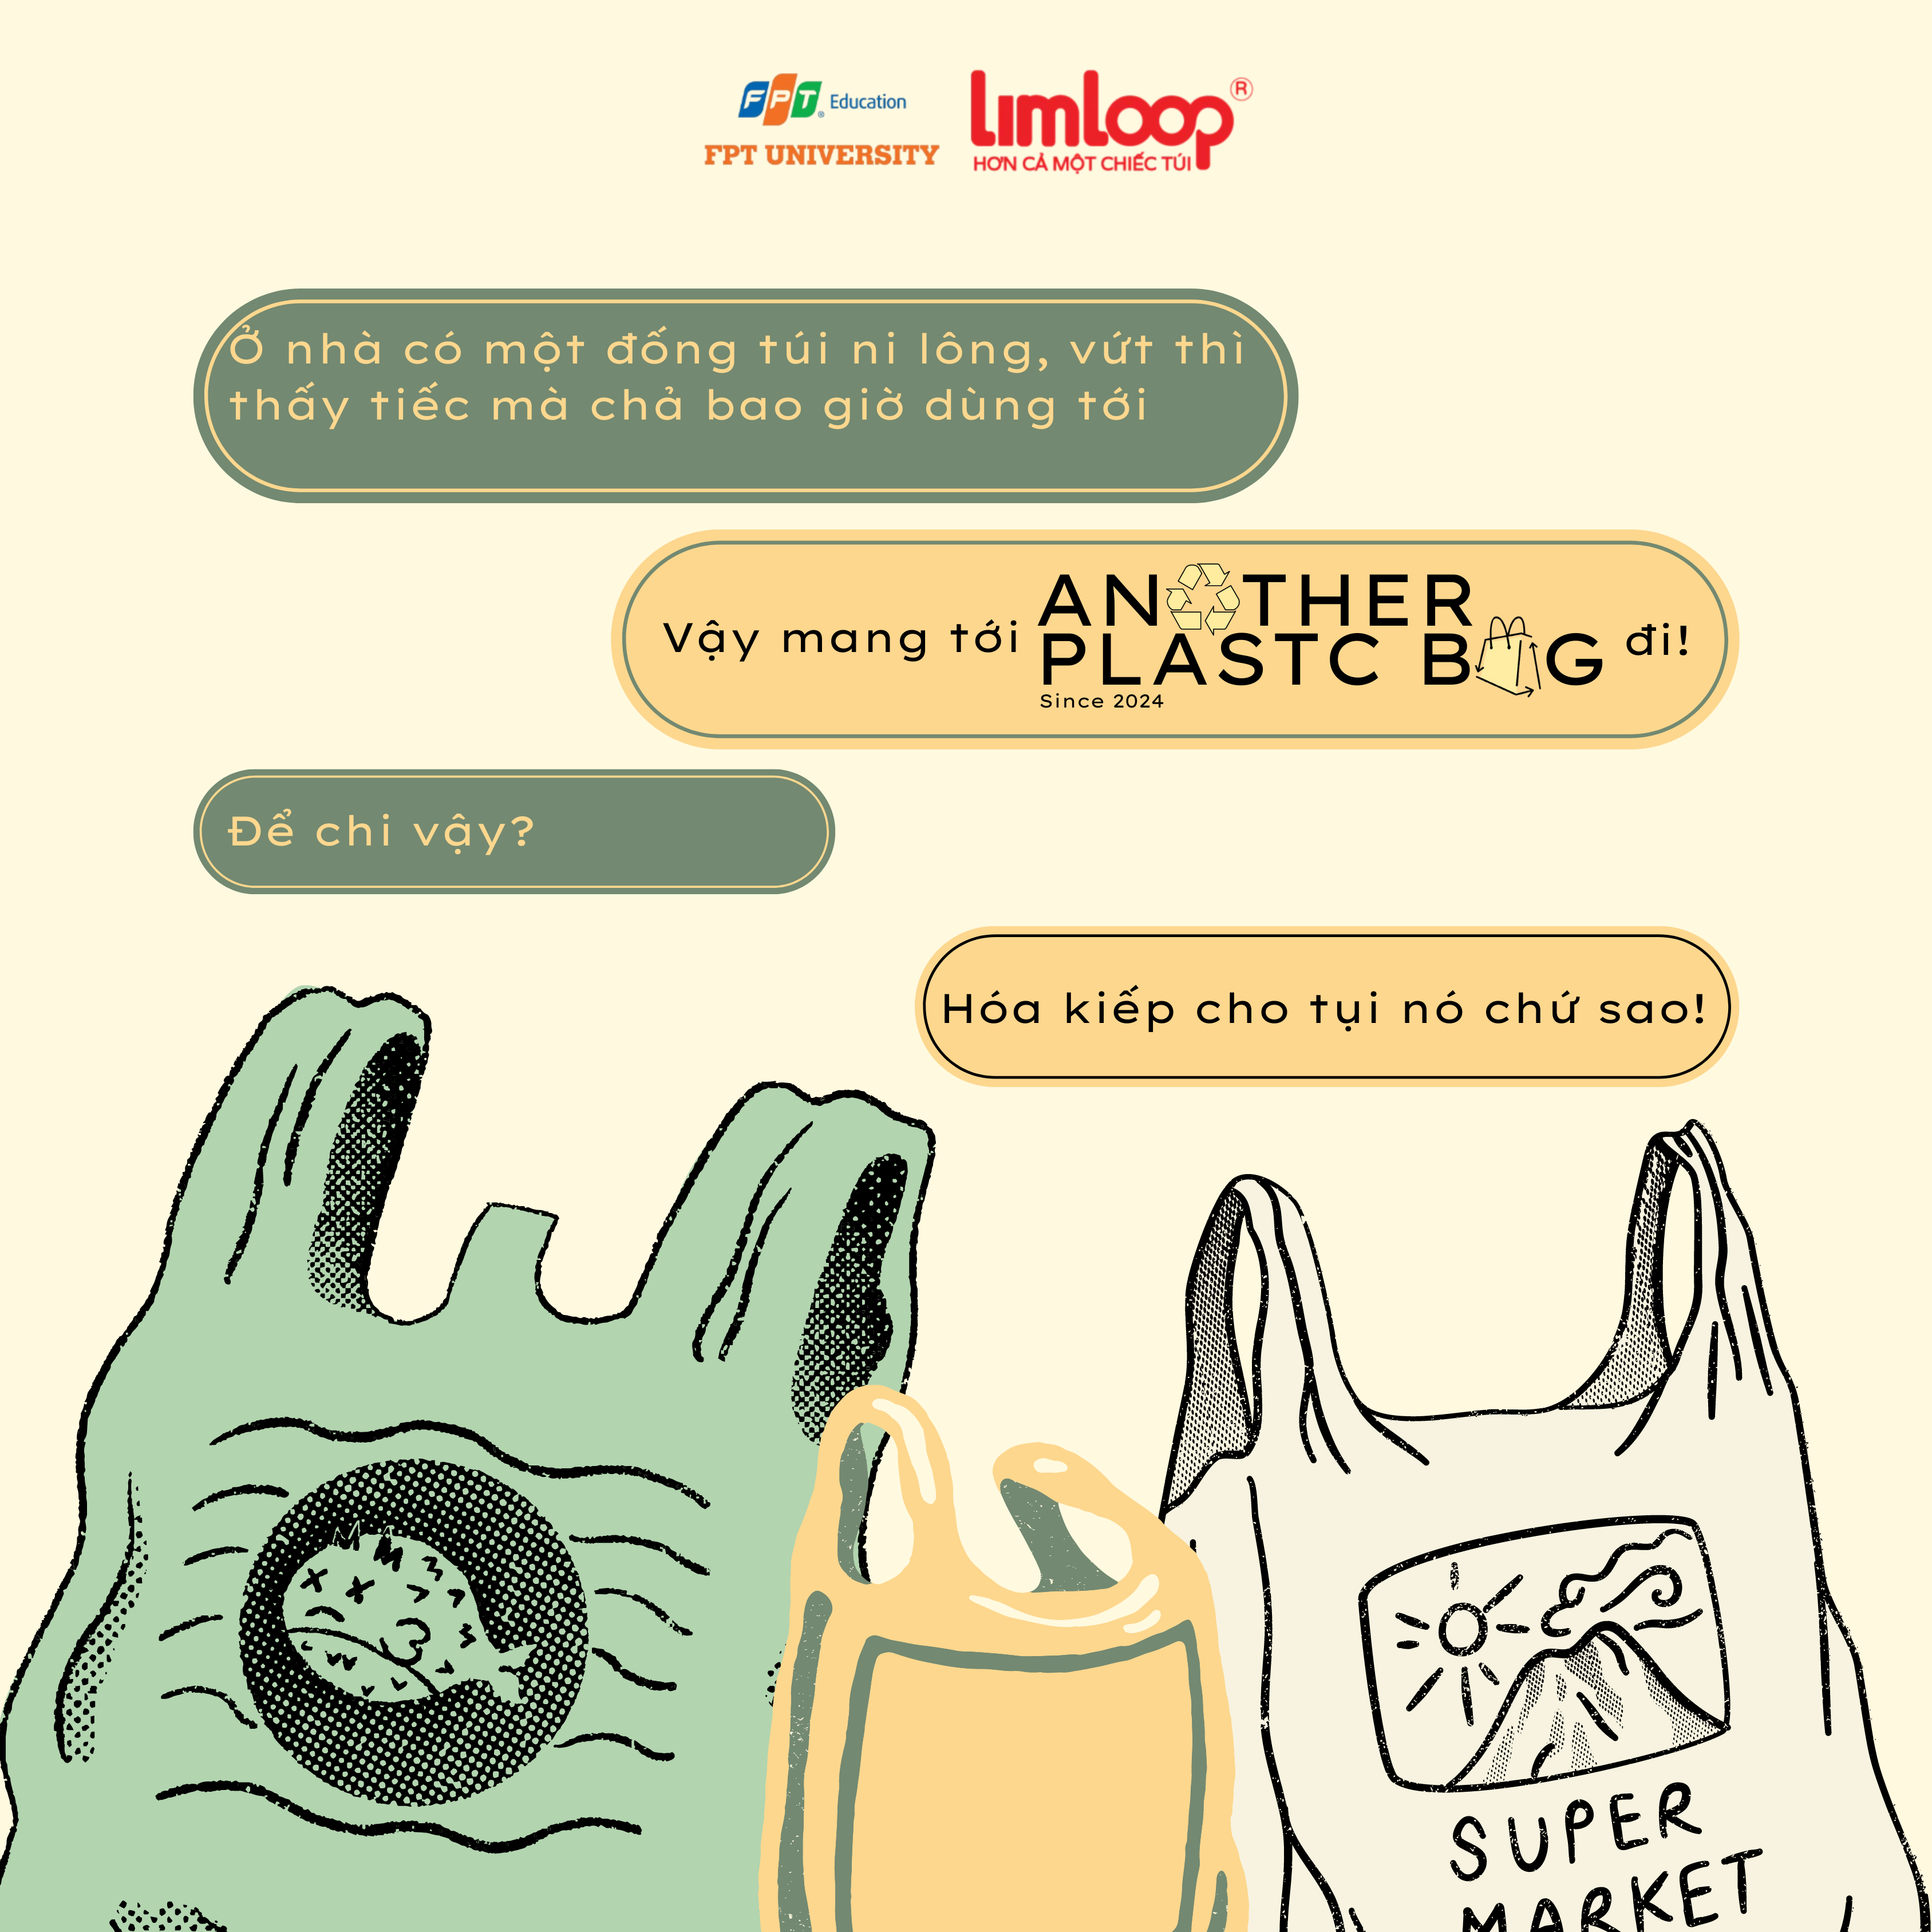 FPT Education
FPT UNIVERSITY
limloop ®
HƠN CẢ MỘT CHIẾC TÚI
Ở nhà có một đống túi ni lông, vứt thì
thấy tiếc mà chả bao giờ dùng tới
Vậy mang tới
ANOTHER
PLASTC BAG
Since 2024
đi!
Để chi vậy?
Hóa kiếp cho tụi nó chứ sao!
SUPER
MARKET